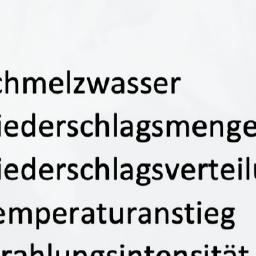 chmelzwasser
iederschlagsmenge
iederschlagsverteilu
emperaturanstieg
rahlungsintensität